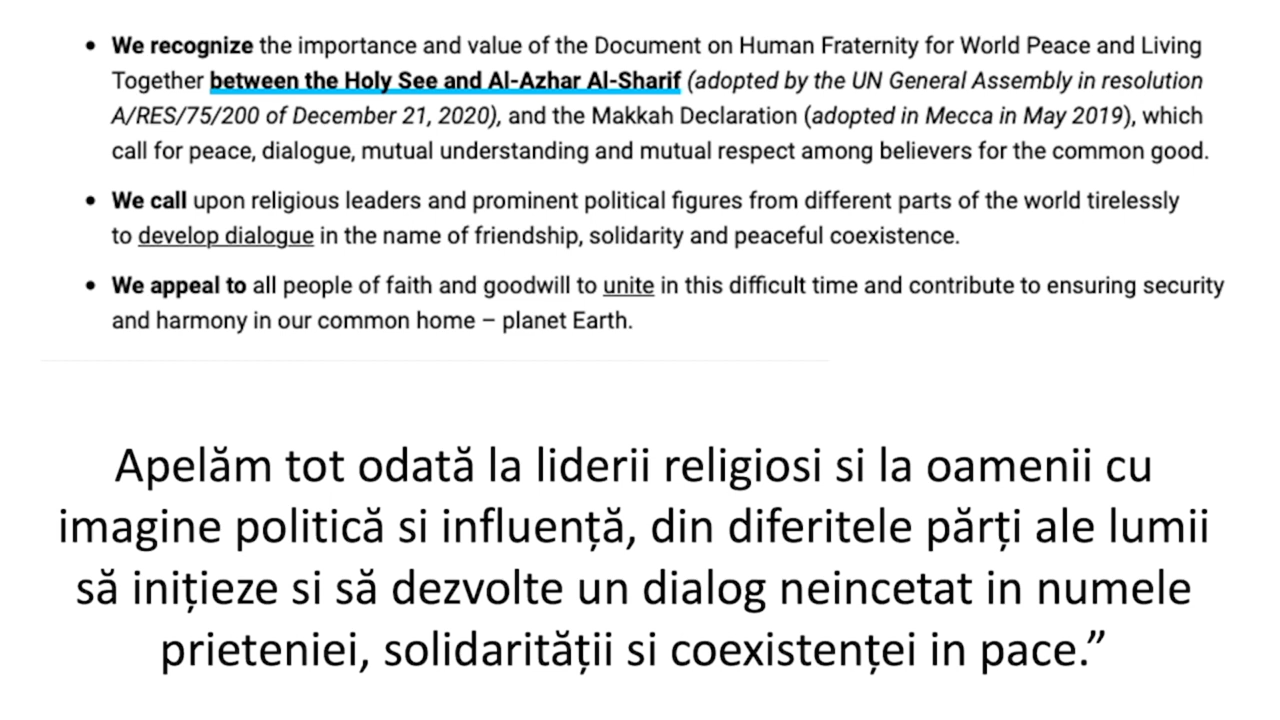 • We recognize the importance and value of the Document on Human Fraternity for World Peace and Living
Together between the Holy See and Al-Azhar Al-Sharif (adopted by the UN General Assembly in resolution
A/RES/75/200 of December 21, 2020), and the Makkah Declaration (adopted in Mecca in May 2019), which
call for peace, dialogue, mutual understanding and mutual respect among believers for the common good.
• We call upon religious leaders and prominent political figures from different parts of the world tirelessly
to develop dialogue in the name of friendship, solidarity and peaceful coexistence.
• We appeal to all people of faith and goodwill to unite in this difficult time and contribute to ensuring security
and harmony in our common home – planet Earth.
Apelăm tot odată la liderii religiosi si la oamenii cu
imagine politică si influență, din diferitele părți ale lumii
să inițieze si să dezvolte un dialog neincetat in numele
prieteniei, solidarității si coexistenței in pace.”